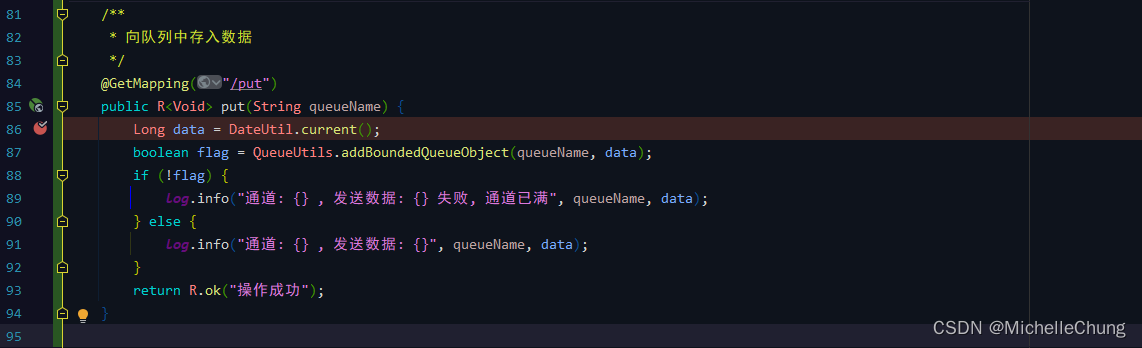 81 /**
82 * 向队列中存入数据
83 */
84 @GetMapping("/put")
85 public R<Void> put(String queueName) {
86 Long data = DateUtil.current();
87 boolean flag = QueueUtils.addBoundedQueueObject(queueName, data);
88 if (!flag) {
89 log.info("通道: {} , 发送数据: {} 失败, 通道已满", queueName, data);
90 } else {
91 log.info("通道: {} , 发送数据: {}", queueName, data);
92 }
93 return R.ok("操作成功");
94 }
95
CSDN @MichelleChung